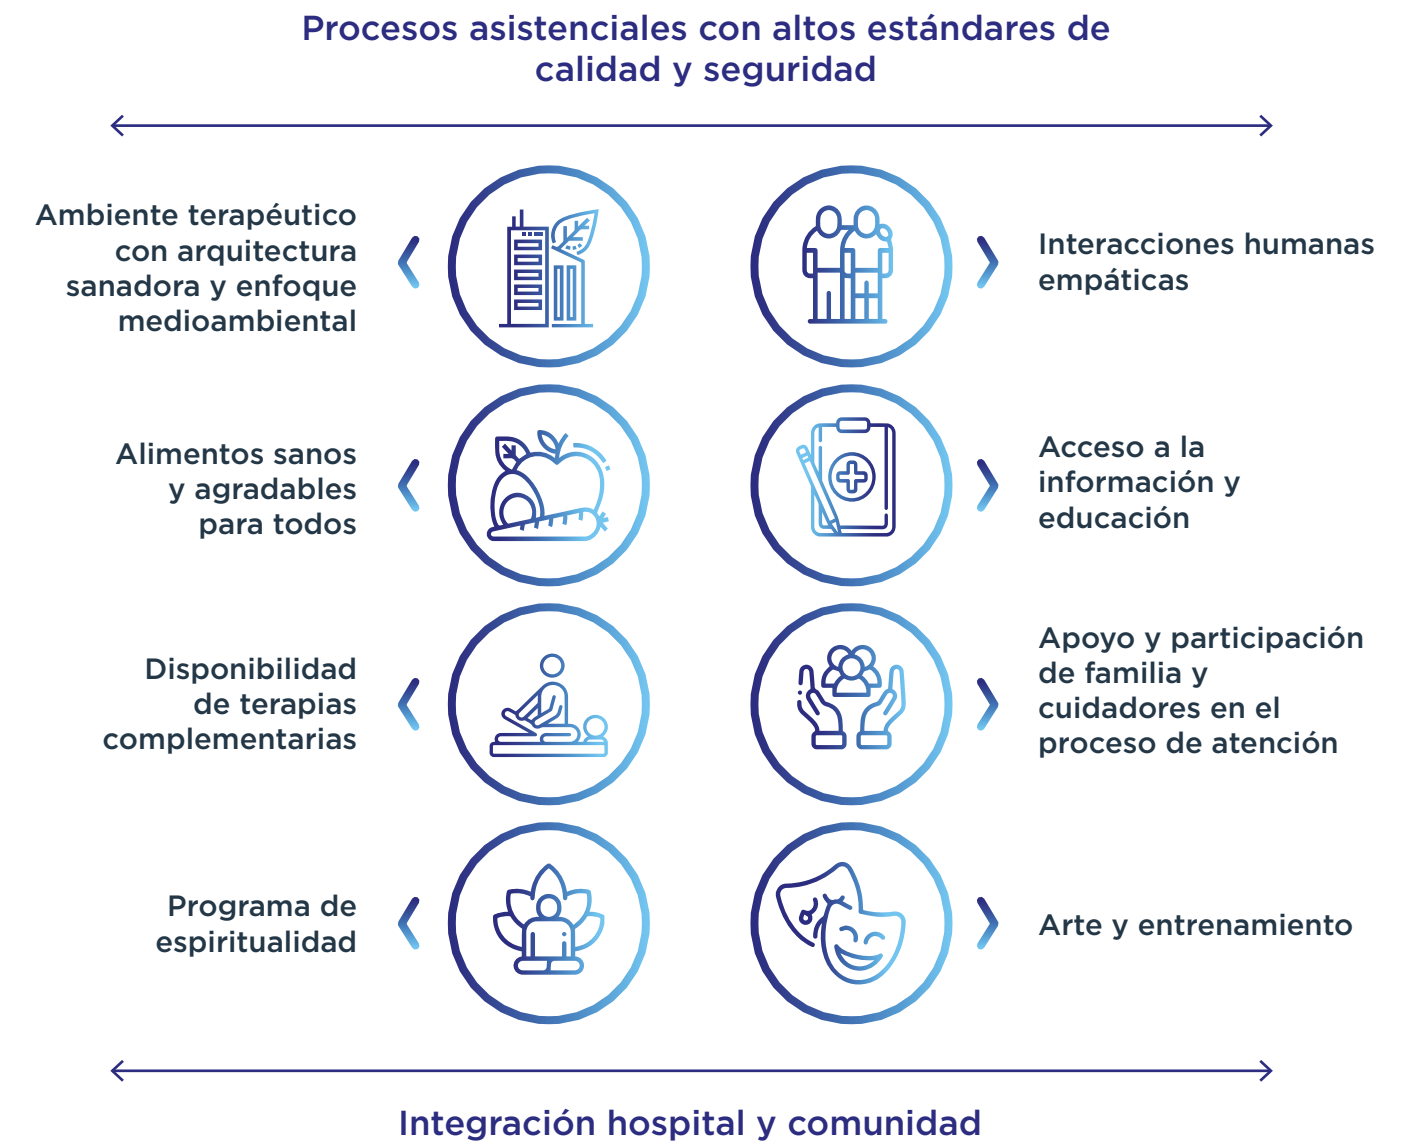 Procesos asistenciales con altos estándares de
calidad y seguridad
Ambiente terapéutico
con arquitectura
sanadora y enfoque
medioambiental
Interacciones humanas
empáticas
Alimentos sanos
y agradables
para todos
Acceso a la
información y
educación
Disponibilidad
de terapias
complementarias
Apoyo y participación
de familia y
cuidadores en el
proceso de atención
Programa de
espiritualidad
Arte y entrenamiento
Integración hospital y comunidad